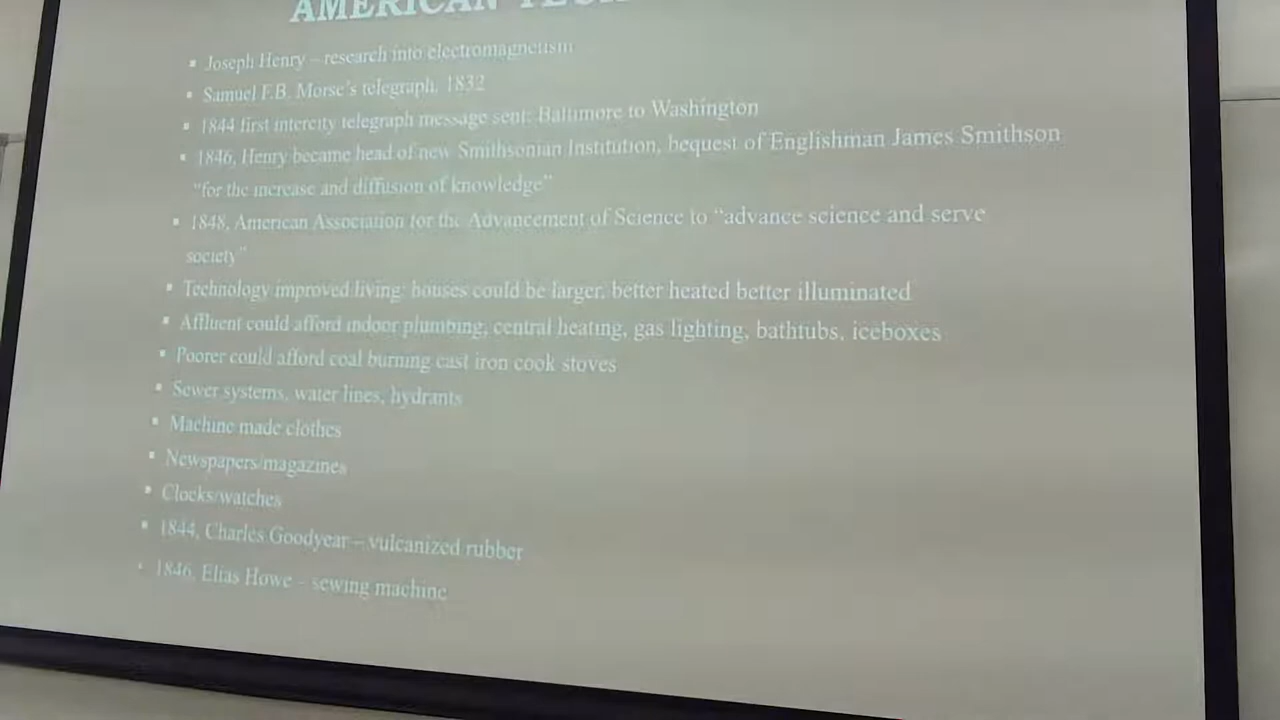 AMERICAN
▪ Joseph Henry – research into electromagnetism
▪ Samuel F.B. Morse's telegraph, 1832
▪ 1844 first intercity telegraph message sent: Baltimore to Washington
▪ 1846, Henry became head of new Smithsonian Institution, bequest of Englishman James Smithson
"for the increase and diffusion of knowledge"
▪ 1848, American Association for the Advancement of Science to "advance science and serve
society"
▪ Technology improved living: houses could be larger, better heated better illuminated
▪ Affluent could afford indoor plumbing, central heating, gas lighting, bathtubs, iceboxes
▪ Poorer could afford coal burning cast iron cook stoves
▪ Sewer systems, water lines, hydrants
▪ Machine made clothes
▪ Newspapers/magazines
▪ Clocks/watches
▪ 1844, Charles Goodyear – vulcanized rubber
▪ 1846, Elias Howe – sewing machine